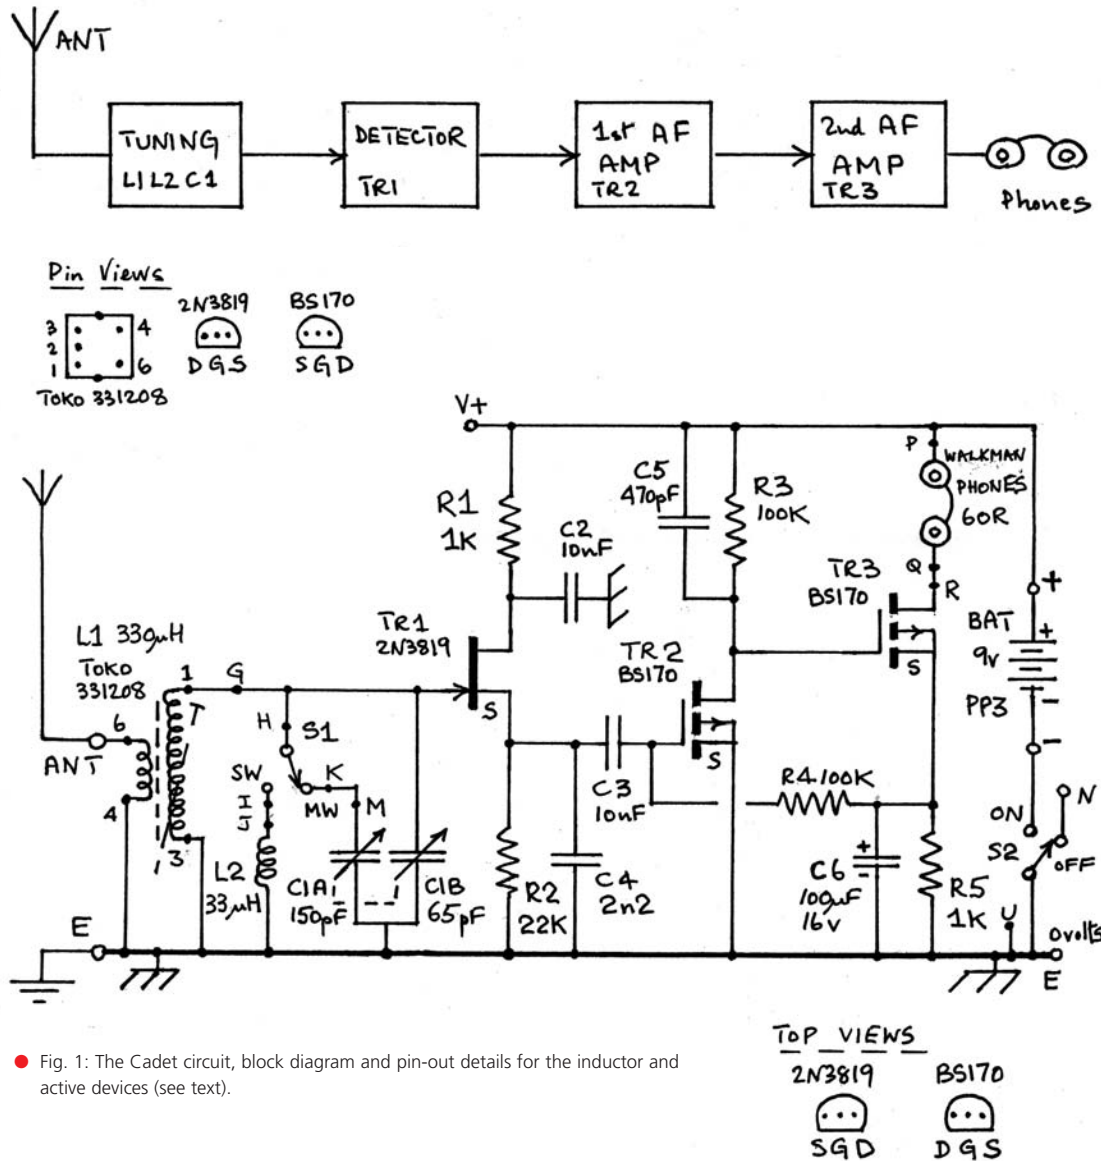 ANT
TUNING
L1 L2 C1
DETECTOR
TR1
1st AF
AMP
TR2
2nd AF
AMP
TR3
Phones
Pin Views
2N3819
BS170
3
2
1
4
6
DGS
SGD
TOKO 331208
V+
R1
1K
C2
10nF
C5
470pF
R3
100K
P
WALKMAN
PHONES
60R
Q
R
TR3
BS170
S
+
BAT
+
9v
PP3
-
-
L1 330µH
TOKO
331208
1
G
6
ANT
4
3
T
TR1
2N3819
S
TR2
BS170
S
H
S1
SW
K
MW
I
J
M
L2
33µH
C1A
150pF
C1B
65pF
R2
22K
C3
10nF
C4
2n2
R4 100K
+
-
C6
100µF
16v
R5
1K
ON
S2
OFF
N
U
0volts
E
E
Fig. 1: The Cadet circuit, block diagram and pin-out details for the inductor and
active devices (see text).
TOP VIEWS
2N3819
BS170
SGD
DGS